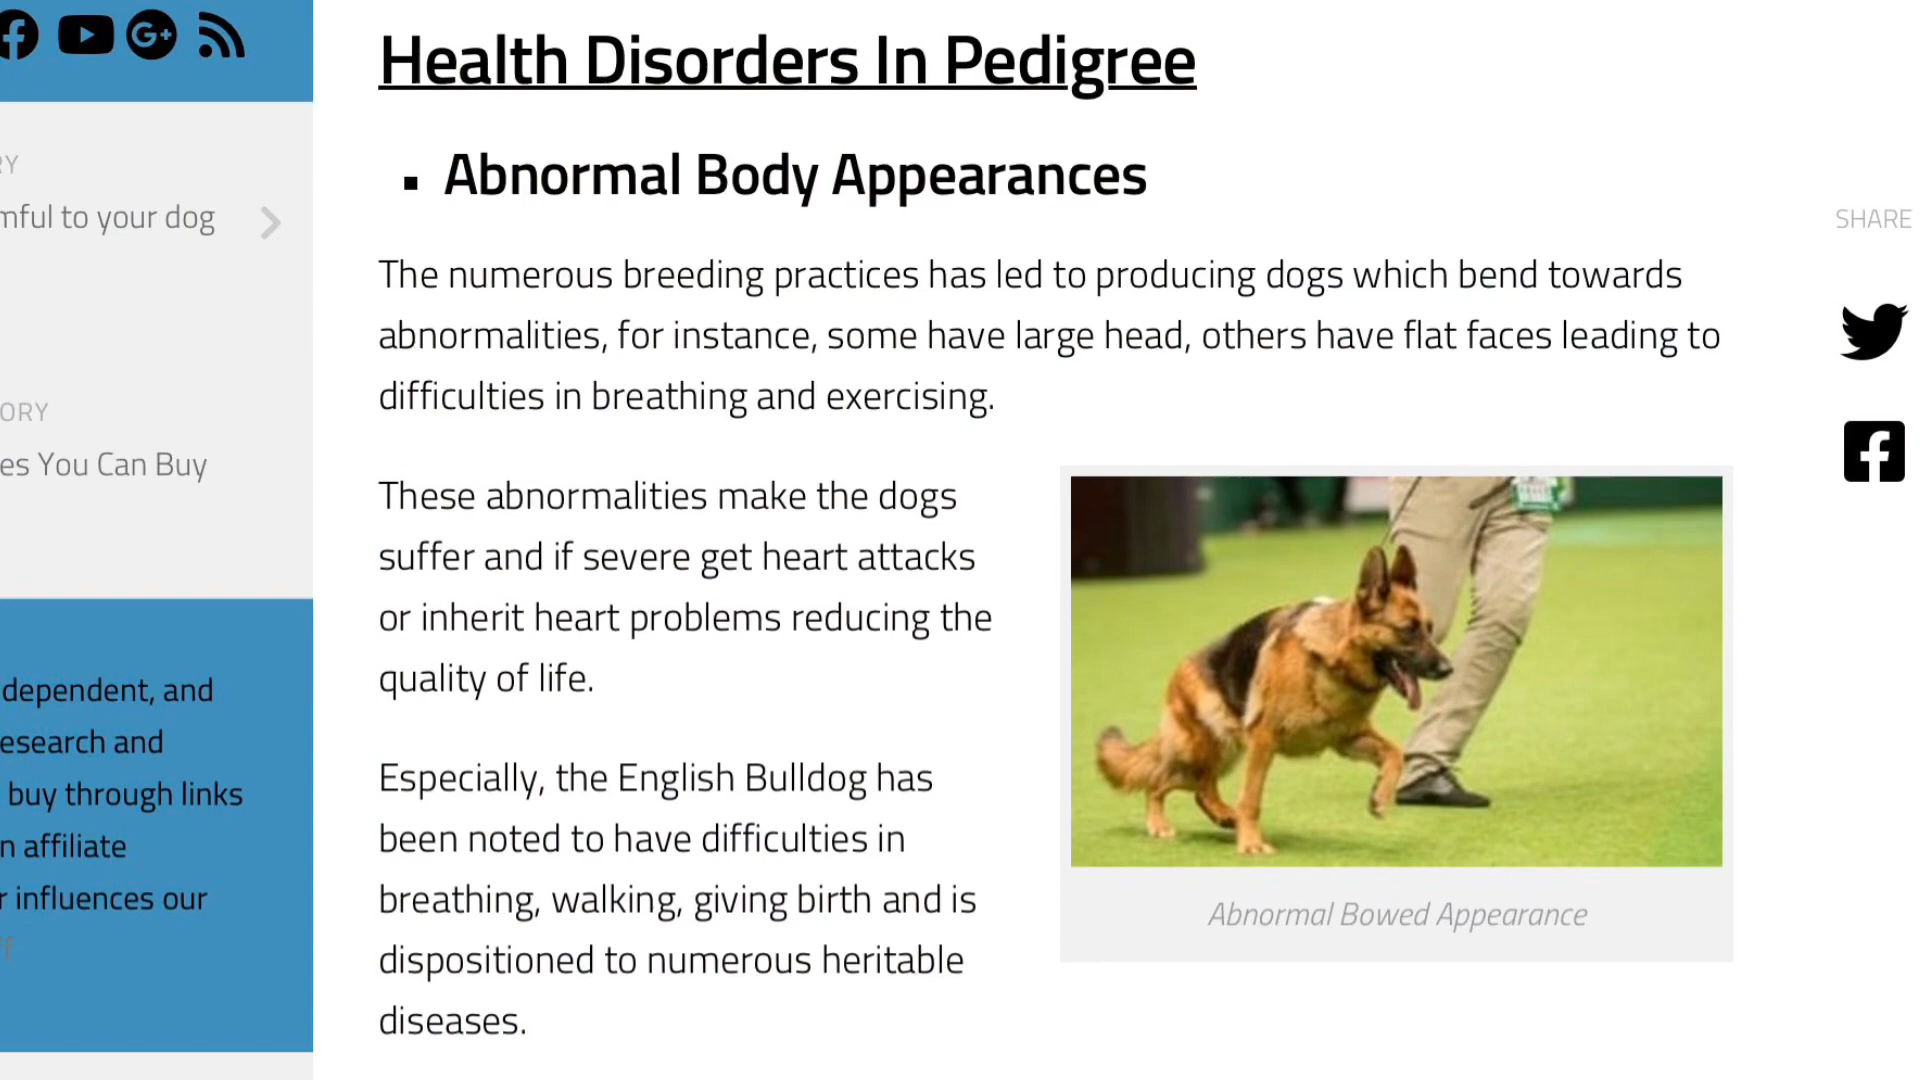 Health Disorders In Pedigree
Abnormal Body Appearances
The numerous breeding practices has led to producing dogs which bend towards
abnormalities, for instance, some have large head, others have flat faces leading to
difficulties in breathing and exercising.
These abnormalities make the dogs
suffer and if severe get heart attacks
or inherit heart problems reducing the
quality of life.
Especially, the English Bulldog has
been noted to have difficulties in
breathing, walking, giving birth and is
dispositioned to numerous heritable
diseases.
Abnormal Bowed Appearance
SHARE
RY
mful to your dog
ORY
es You Can Buy
dependent, and
esearch and
buy through links
n affiliate
r influences our